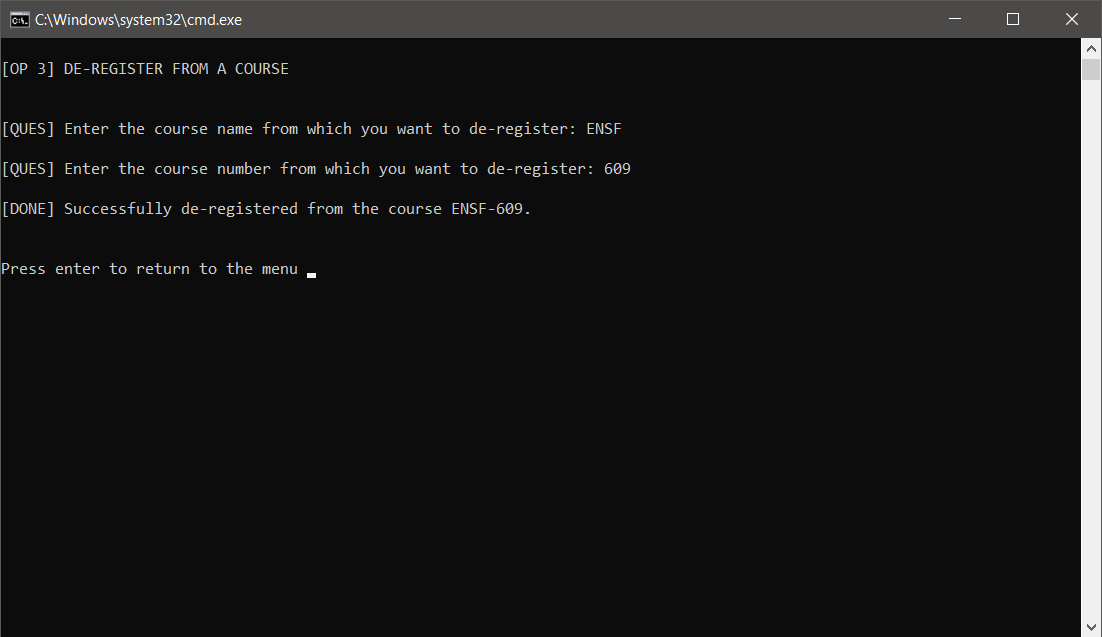 C:\Windows\system32\cmd.exe
[OP 3] DE-REGISTER FROM A COURSE
[QUES] Enter the course name from which you want to de-register: ENSF
[QUES] Enter the course number from which you want to de-register: 609
[DONE] Successfully de-registered from the course ENSF-609.
Press enter to return to the menu